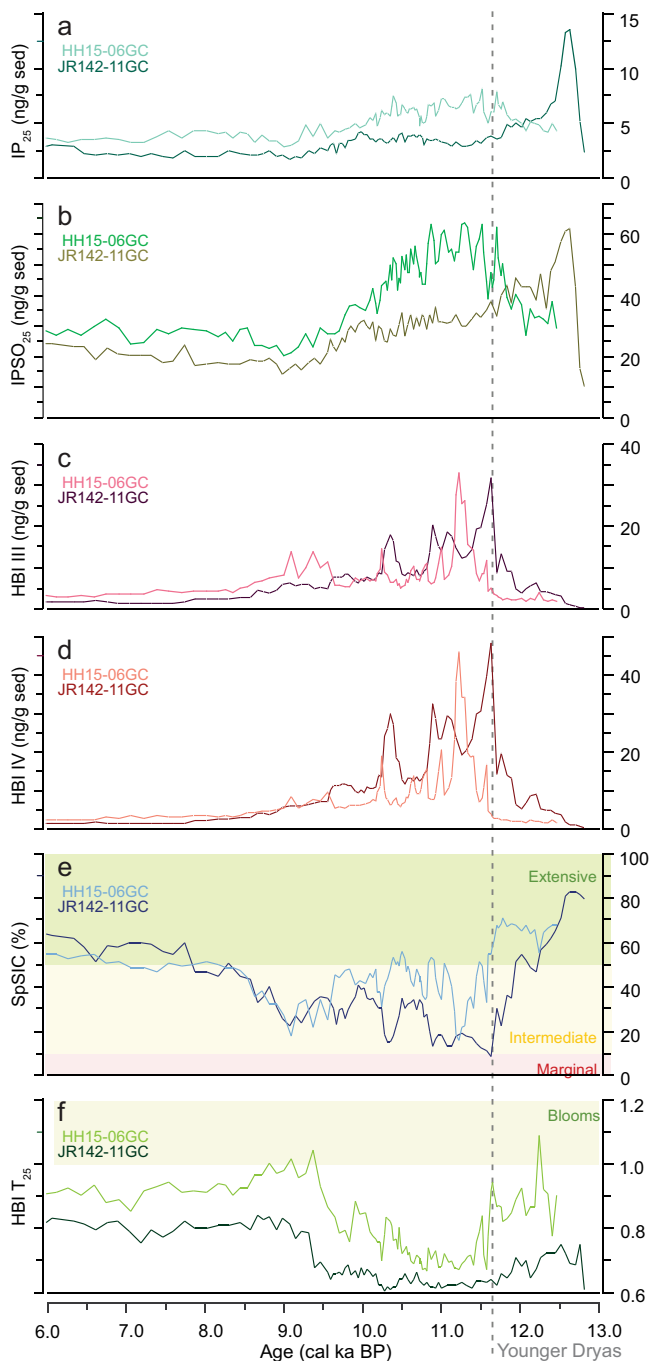 a
HH15-06GC
JR142-11GC
IP25 (ng/g sed)
15
10
5
0
b
HH15-06GC
JR142-11GC
IPSO25 (ng/g sed)
60
40
20
0
c
HH15-06GC
JR142-11GC
HBI III (ng/g sed)
40
20
0
d
HH15-06GC
JR142-11GC
HBI IV (ng/g sed)
40
20
0
e
HH15-06GC
JR142-11GC
SpSIC (%)
Extensive
Intermediate
Marginal
100
80
60
40
20
0
f
HH15-06GC
JR142-11GC
HBI T25
Blooms
1.2
1.0
0.8
0.6
6.0 7.0 8.0 9.0 10.0 11.0 12.0 13.0
Age (cal ka BP)
Younger Dryas